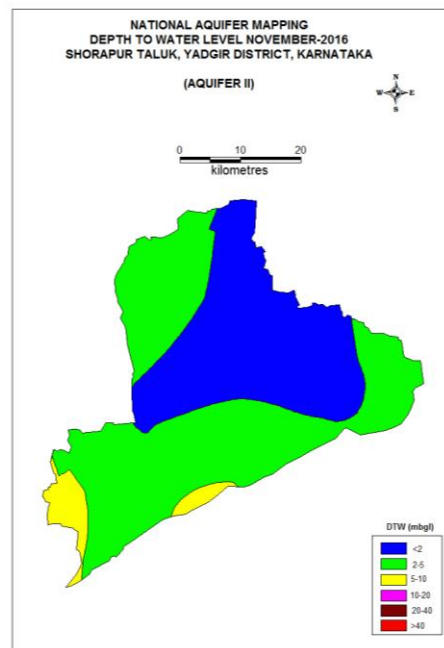 NATIONAL AQUIFER MAPPING
DEPTH TO WATER LEVEL NOVEMBER-2016
SHORAPUR TALUK, YADGIR DISTRICT, KARNATAKA
(AQUIFER II)
N
W E
S
0 10 20
kilometres
DTW (mbgl)
<2
2-5
5-10
10-20
20-40
>40